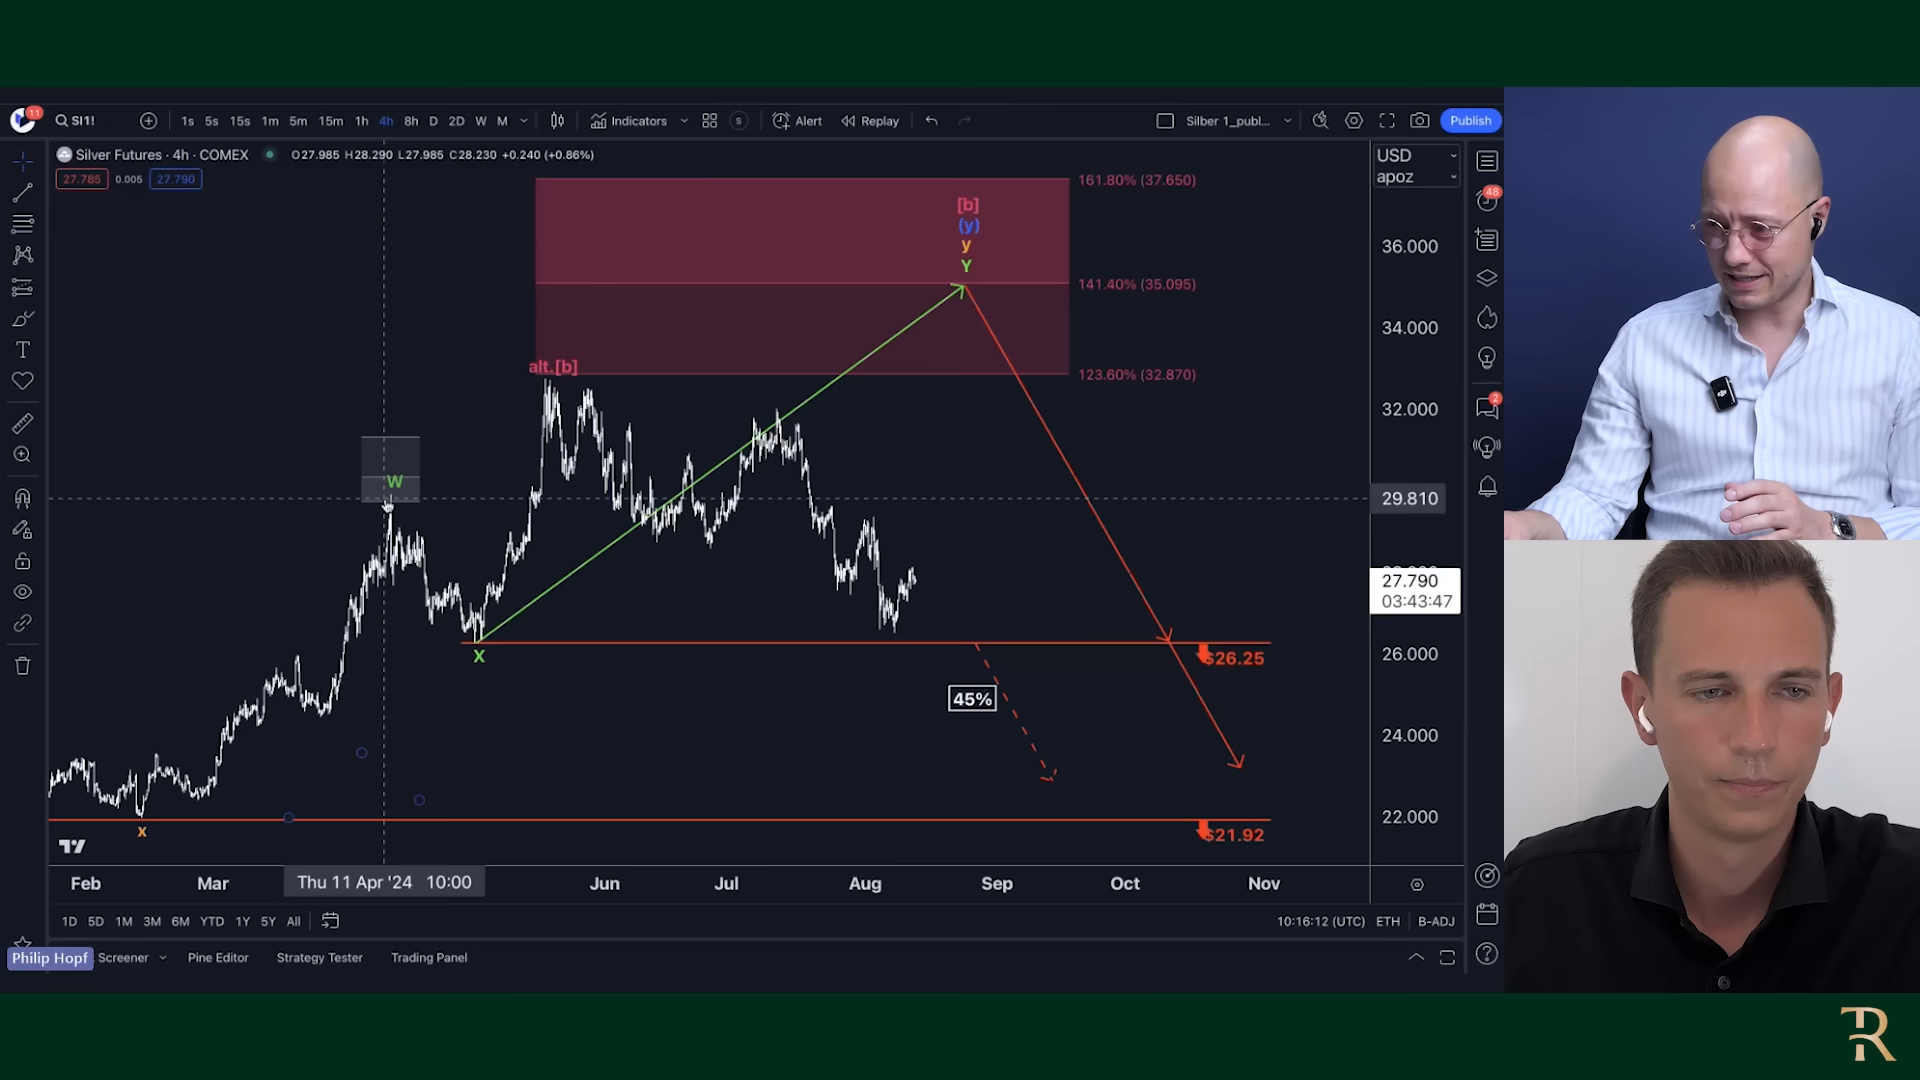 11
SI1!
1s 5s 15s 1m 5m 15m 1h 4h 8h D 2D W M
Indicators
S
Alert
Replay
Silber 1_publ...
Publish
Silver Futures · 4h · COMEX
O27.985 H28.290 L27.985 C28.230 +0.240 (+0.86%)
27.785 0.005 27.790
USD
apoz
48
2
161.80% (37.650)
[b]
(y)
y
Y
36.000
141.40% (35.095)
34.000
alt.[b]
123.60% (32.870)
32.000
W
29.810
27.790
03:43:47
X
$26.25
26.000
45%
24.000
x
$21.92
22.000
Feb Mar Thu 11 Apr '24 10:00 Jun Jul Aug Sep Oct Nov
1D 5D 1M 3M 6M YTD 1Y 5Y All
10:16:12 (UTC) ETH B-ADJ
Philip Hopf
Screener Pine Editor Strategy Tester Trading Panel
TR